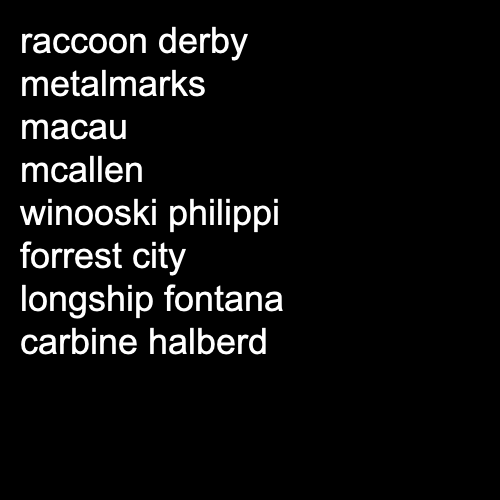 raccoon derby
metalmarks
macau
mcallen
winooski philippi
forrest city
longship fontana
carbine halberd